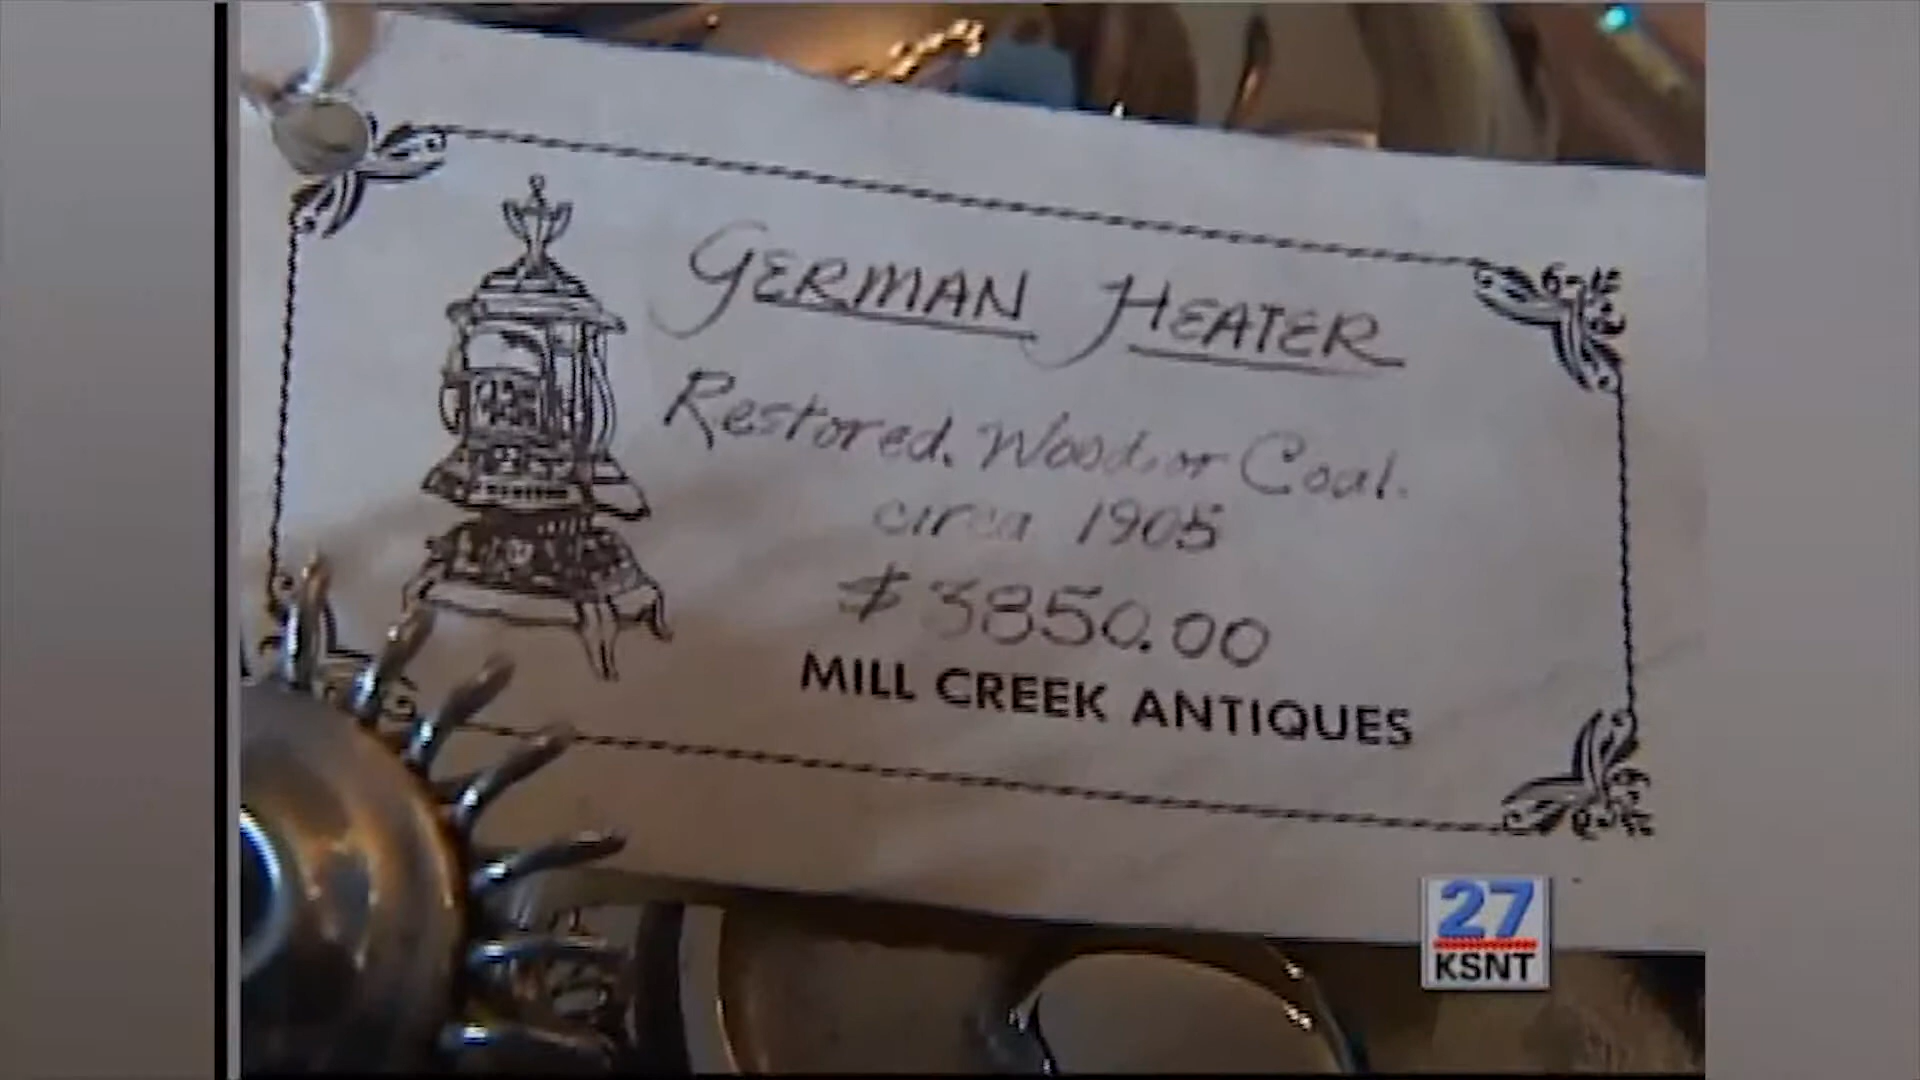 GERMAN HEATER
Restored. Wood or Coal.
circa 1905
$3850.00
MILL CREEK ANTIQUES
27
KSNT